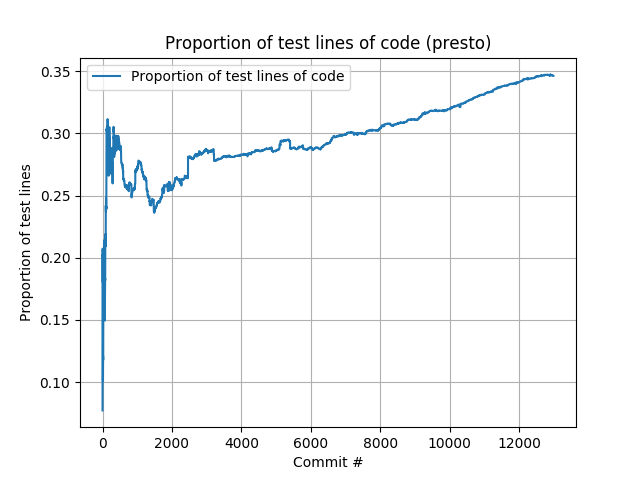 Proportion of test lines of code (presto)
Proportion of test lines of code
0.35
0.30
0.25
0.20
0.15
0.10
Proportion of test lines
0 2000 4000 6000 8000 10000 12000
Commit #